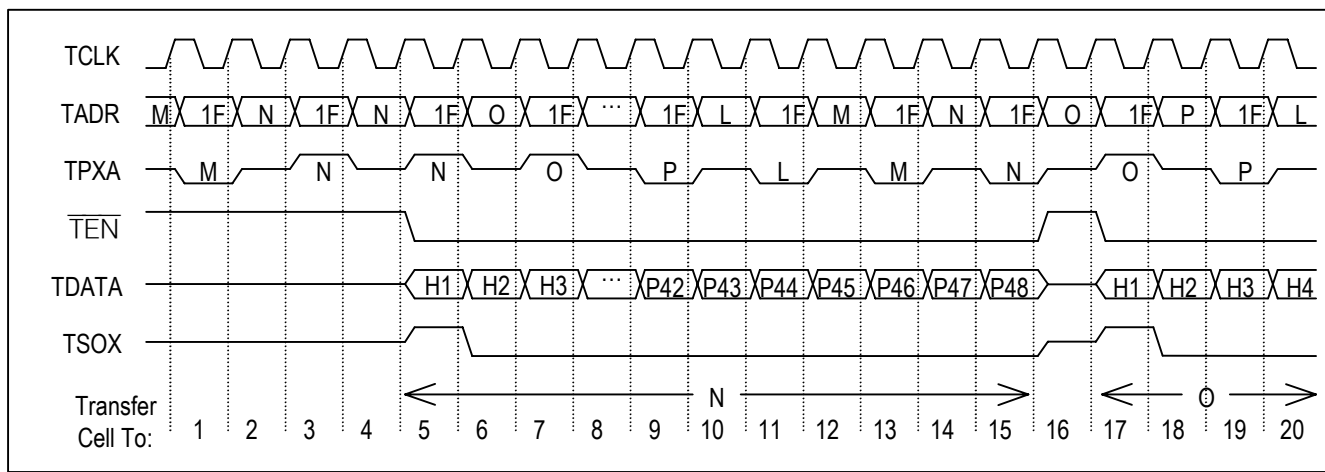 TCLK
TADR M 1F N 1F N 1F O 1F ... 1F L 1F M 1F N 1F O 1F P 1F L
TPXA M N N O P L M N O P
TEN
TDATA H1 H2 H3 ... P42 P43 P44 P45 P46 P47 P48 H1 H2 H3 H4
TSOX
N O
Transfer
Cell To: 1 2 3 4 5 6 7 8 9 10 11 12 13 14 15 16 17 18 19 20